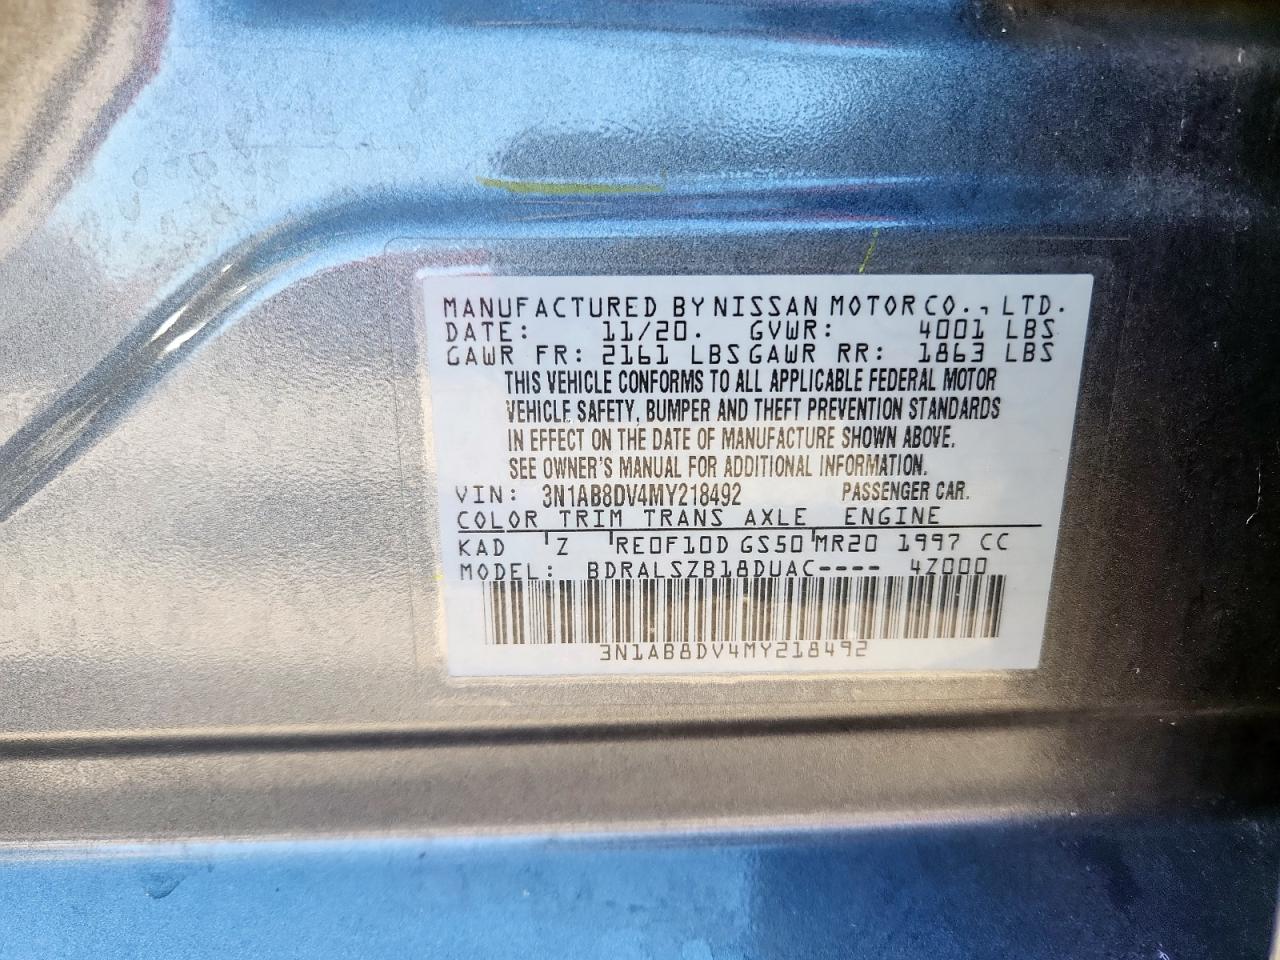 MANUFACTURED BY NISSAN MOTOR CO., LTD.
DATE: 11/20. GVWR: 4001 LBS
GAWR FR: 2161 LBS GAWR RR: 1863 LBS
THIS VEHICLE CONFORMS TO ALL APPLICABLE FEDERAL MOTOR
VEHICLE SAFETY, BUMPER AND THEFT PREVENTION STANDARDS
IN EFFECT ON THE DATE OF MANUFACTURE SHOWN ABOVE.
SEE OWNER'S MANUAL FOR ADDITIONAL INFORMATION.
VIN: 3N1AB8DV4MY218492 PASSENGER CAR.
COLOR TRIM TRANS AXLE ENGINE
KAD Z RE0F10D GS50 MR20 1997 CC
MODEL: BDRALSZB18DUAC---- 4Z000
3N1AB8DV4MY218492